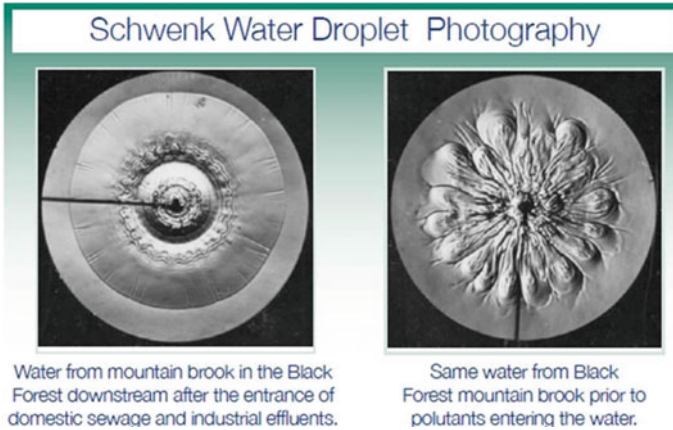 Schwenk Water Droplet Photography
Water from mountain brook in the Black
Forest downstream after the entrance of
domestic sewage and industrial effluents.
Same water from Black
Forest mountain brook prior to
polutants entering the water.